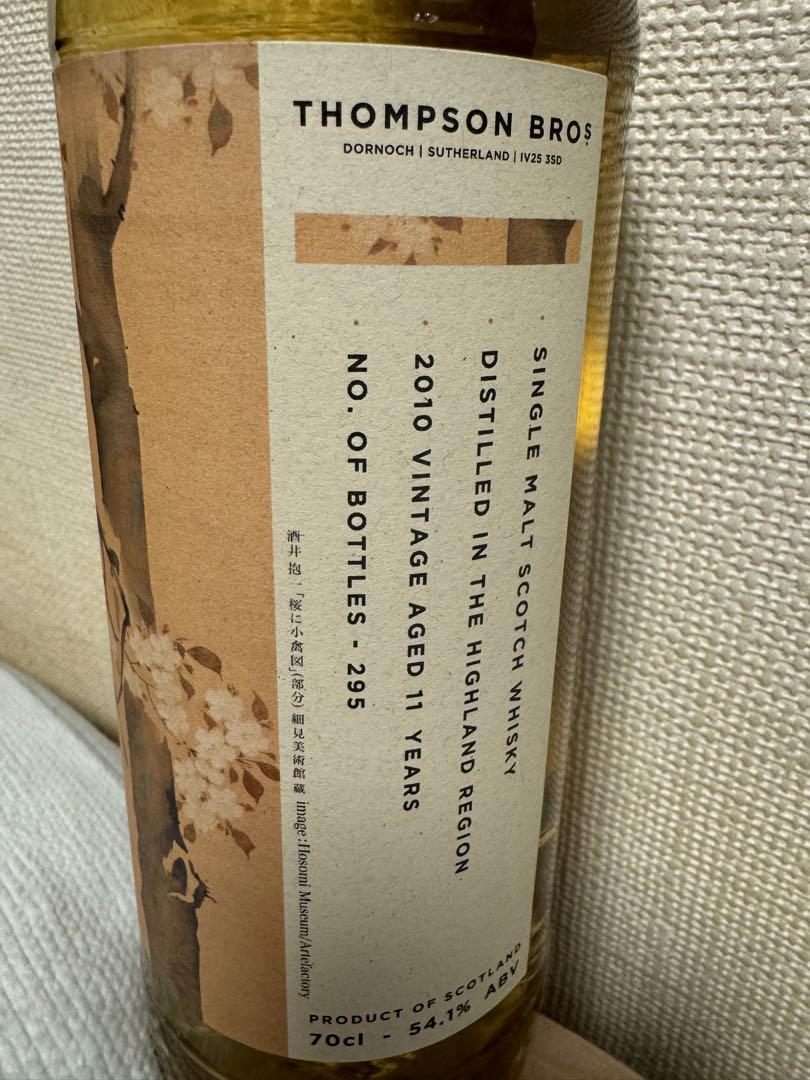 THOMPSON BROS
DORNOCH | SUTHERLAND | IV25 3SD
· SINGLE MALT SCOTCH WHISKY
· DISTILLED IN THE HIGHLAND REGION
· 2010 VINTAGE AGED 11 YEARS
· NO. OF BOTTLES - 295
酒井抱一「桜に小禽図」(部分) 細見美術館 蔵 image:Hosomi Museum/Artefactory
PRODUCT OF SCOTLAND
70cl - 54.1% ABV